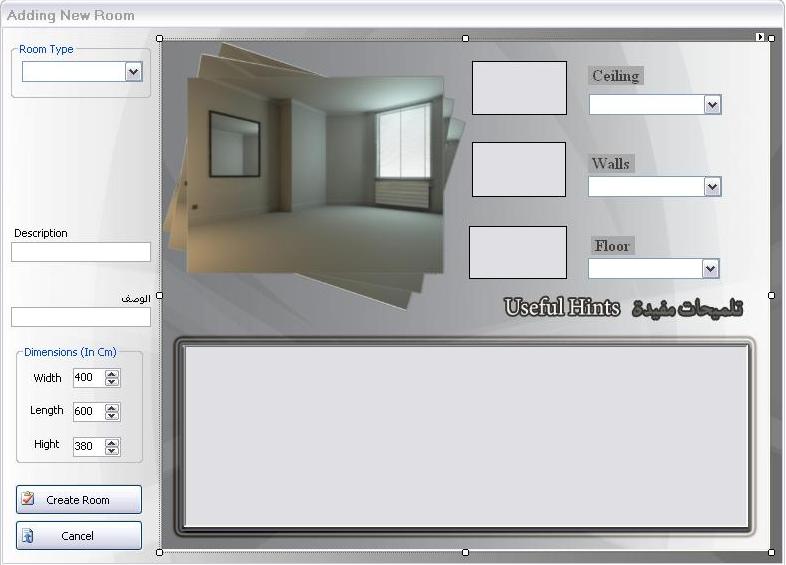 Adding New Room
Room Type
Description
الوصف
Dimensions (In Cm)
Width 400
Length 600
Hight 380
Create Room
Cancel
Ceiling
Walls
Floor
Useful Hints تلميحات مفيدة